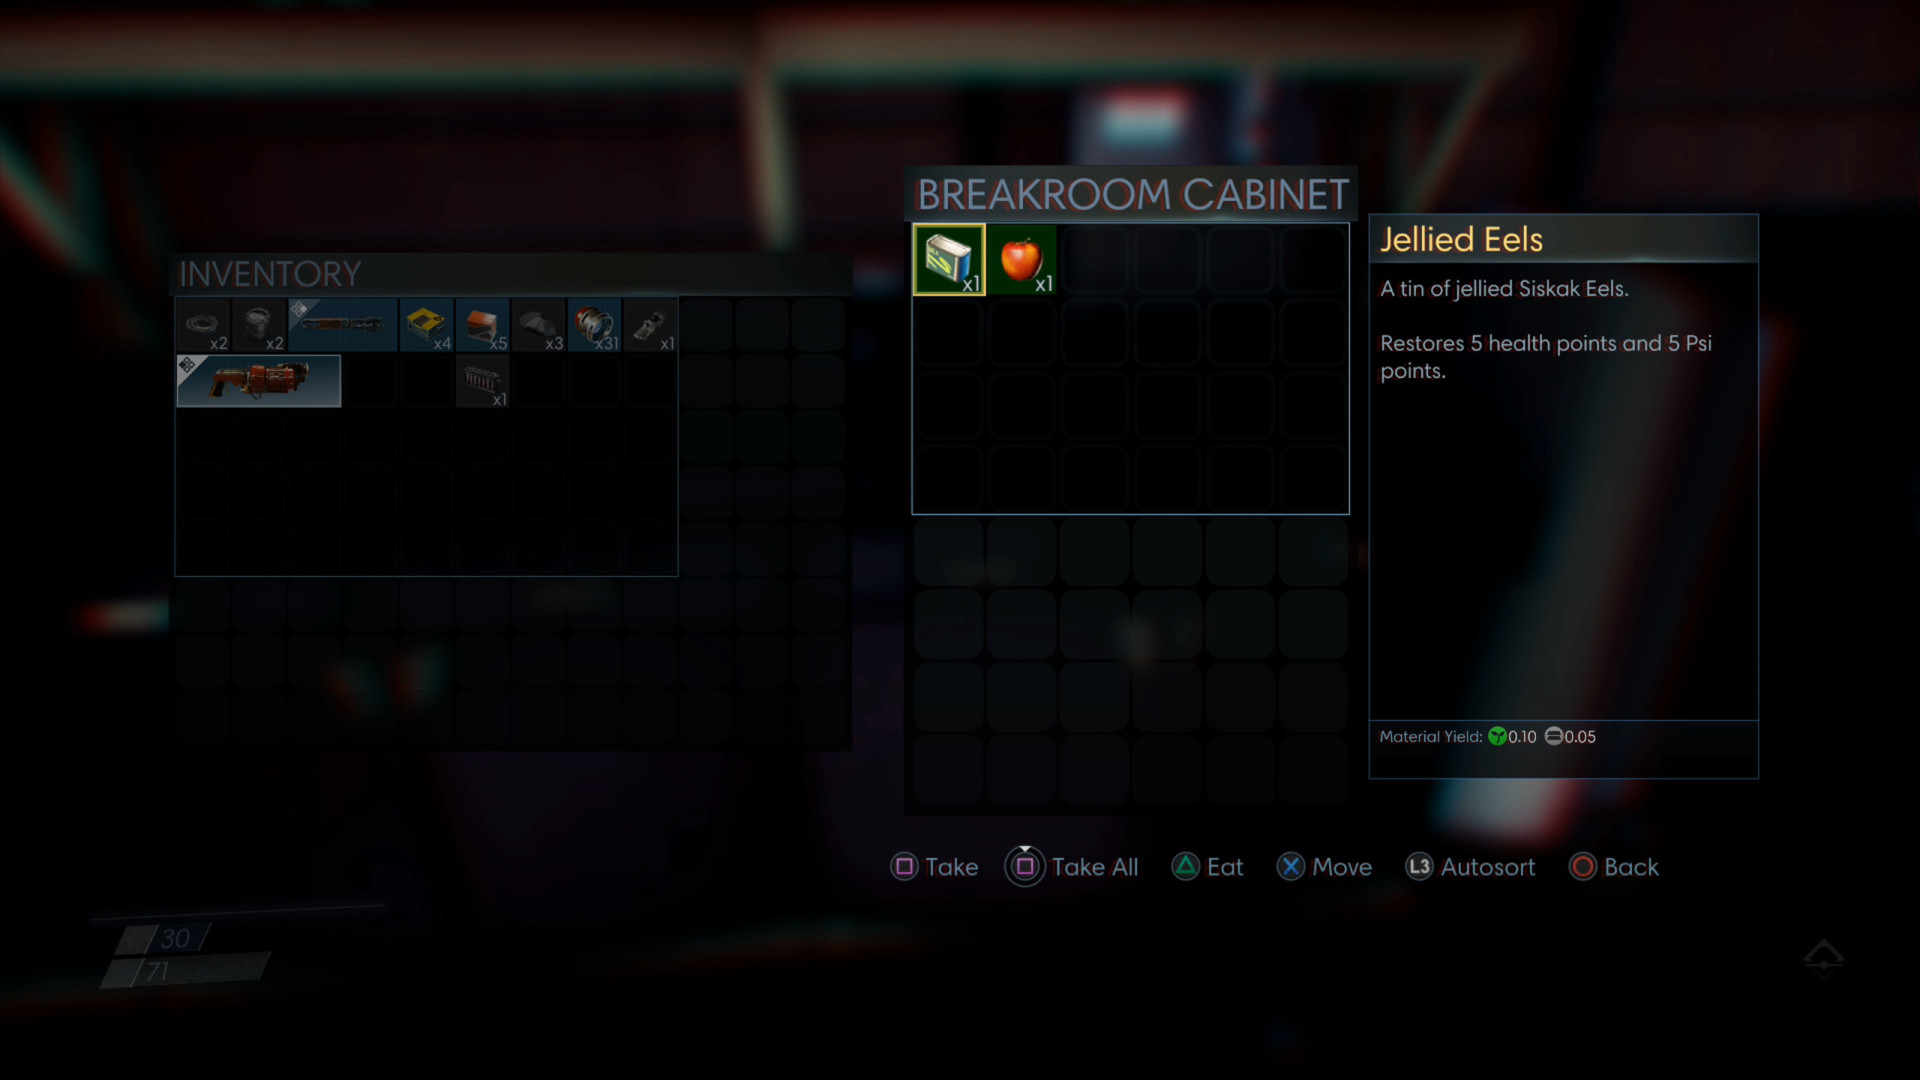 BREAKROOM CABINET
x1 x1
INVENTORY
x2 x2 x4 x5 x3 x31 x1
x1
Jellied Eels
A tin of jellied Siskak Eels.
Restores 5 health points and 5 Psi
points.
Material Yield: 0.10 0.05
Take Take All Eat Move L3 Autosort Back
30
71